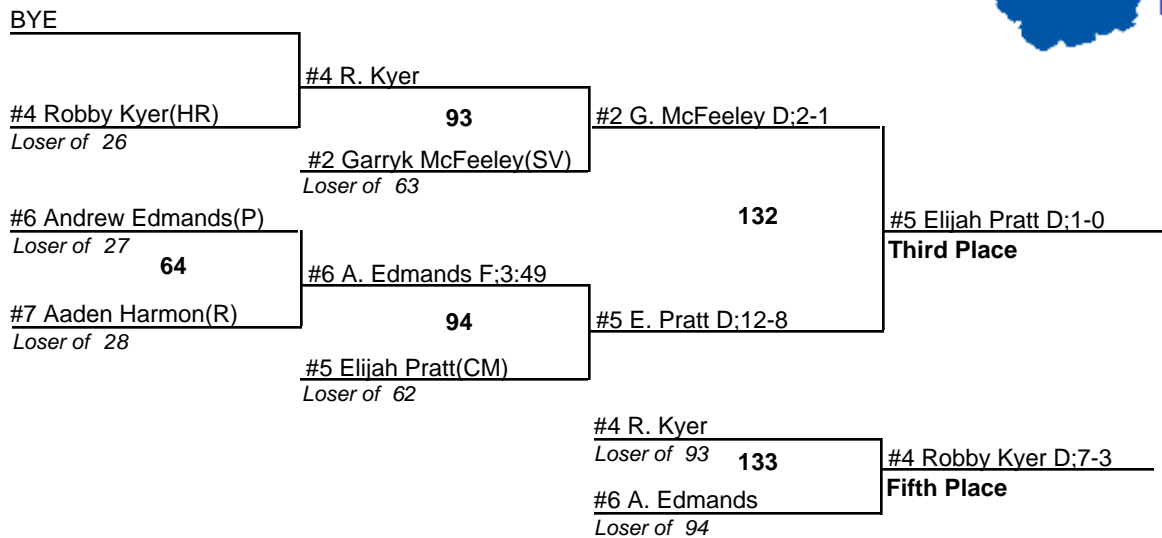 BYE
#4 R. Kyer
#4 Robby Kyer(HR)
Loser of 26
93
#2 G. McFeeley D;2-1
#2 Garryk McFeeley(SV)
Loser of 63
#6 Andrew Edmands(P)
Loser of 27
64
132
#5 Elijah Pratt D;1-0
Third Place
#6 A. Edmands F;3:49
#7 Aaden Harmon(R)
Loser of 28
94
#5 E. Pratt D;12-8
#5 Elijah Pratt(CM)
Loser of 62
#4 R. Kyer
Loser of 93
133
#4 Robby Kyer D;7-3
Fifth Place
#6 A. Edmands
Loser of 94